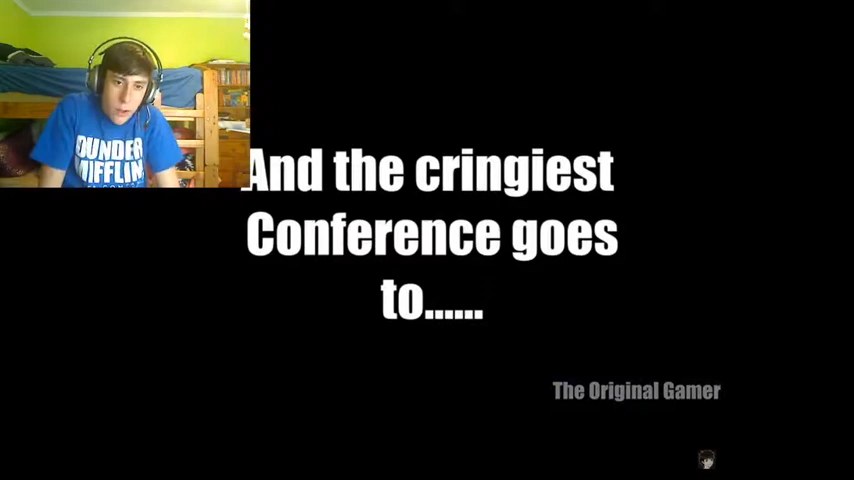 DUNDER
MIFFLIN
And the cringiest
Conference goes
to......
The Original Gamer